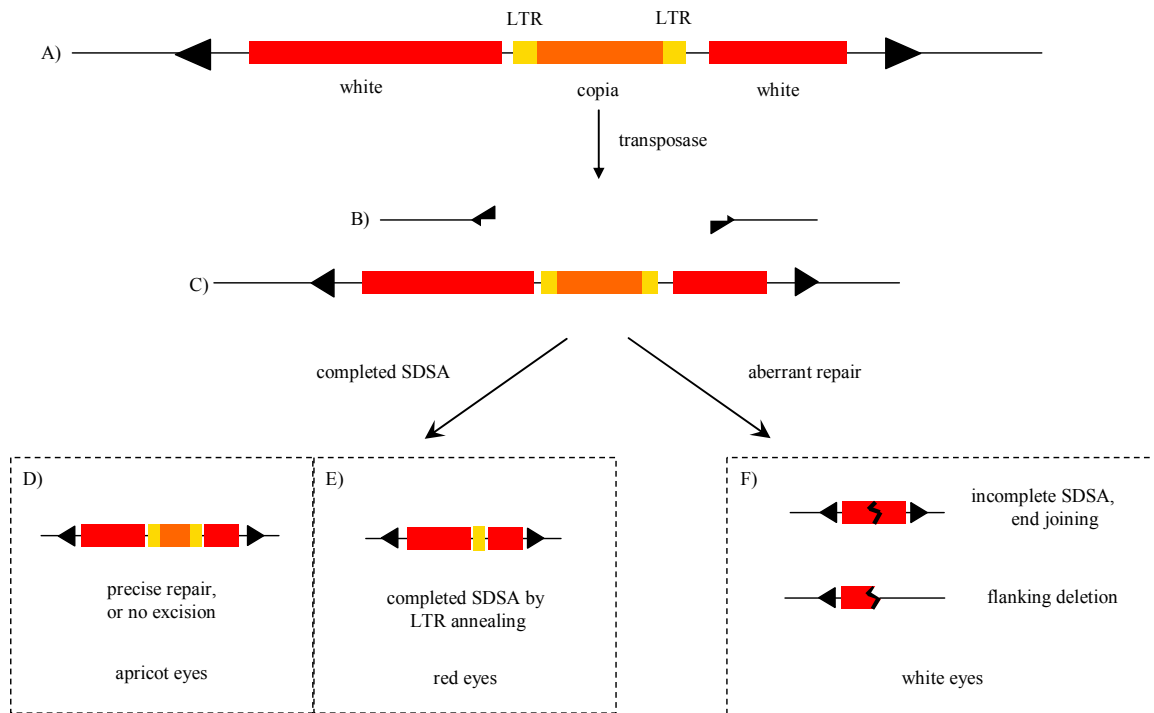 LTR LTR
A)
white copia white
transposase
B)
C)
completed SDSA aberrant repair
D) E) F)
incomplete SDSA,
end joining
precise repair,
or no excision
completed SDSA by
LTR annealing
flanking deletion
apricot eyes red eyes white eyes